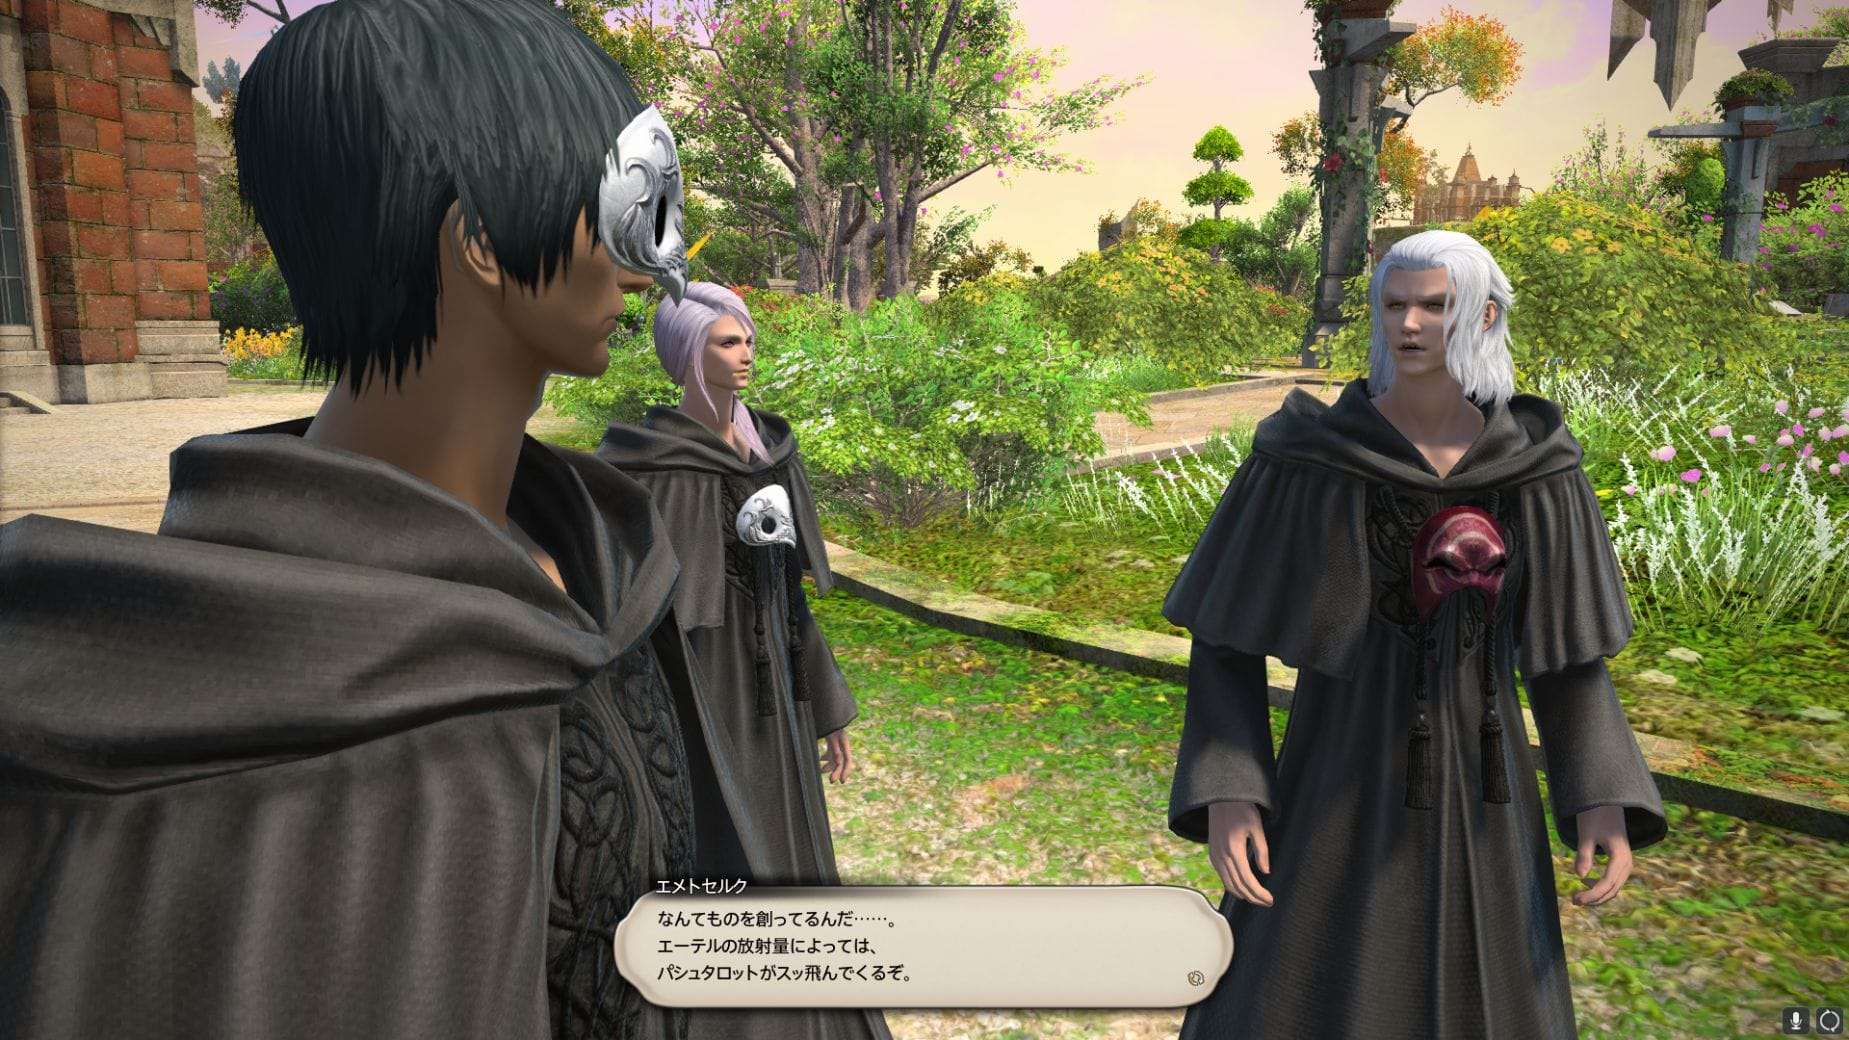 エメトセルク
なんてものを創ってるんだ……。
エーテルの放射量によっては、
パシュタロットがスッ飛んでくるぞ。